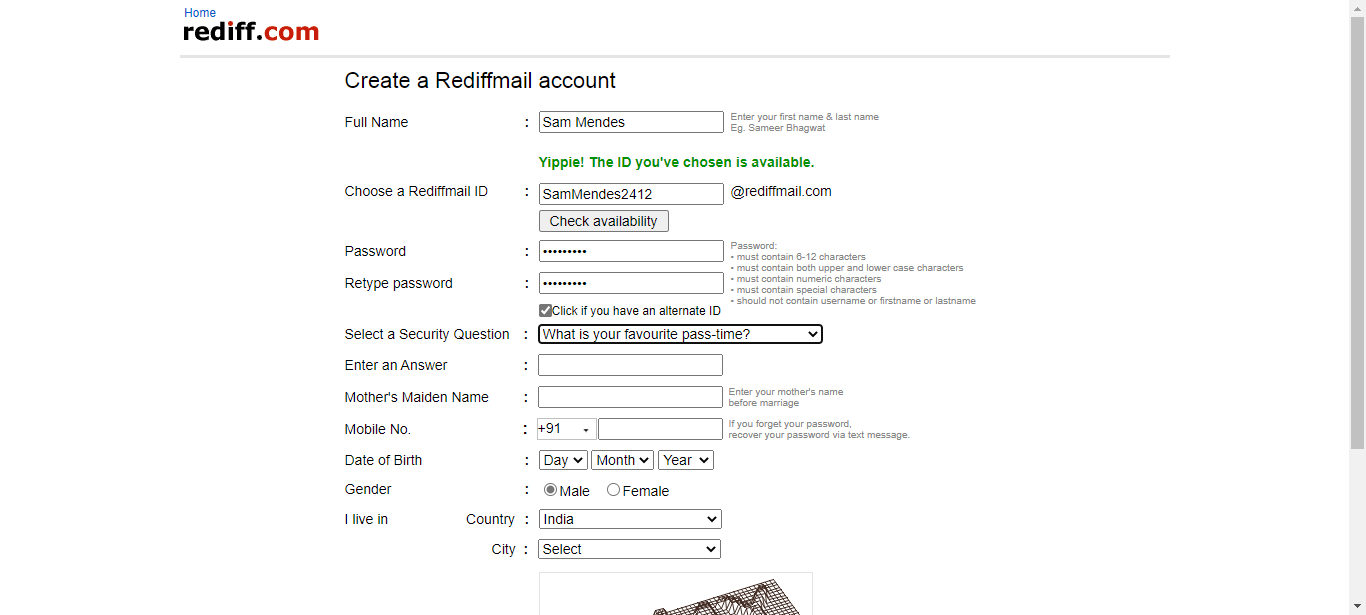 Home
rediff.com
Create a Rediffmail account
Full Name : Sam Mendes Enter your first name & last name
Eg. Sameer Bhagwat
Yippie! The ID you've chosen is available.
Choose a Rediffmail ID : SamMendes2412 @rediffmail.com
Check availability
Password : ••••••••• Password:
• must contain 6-12 characters
• must contain both upper and lower case characters
• must contain numeric characters
• must contain special characters
• should not contain username or firstname or lastname
Retype password : •••••••••
Click if you have an alternate ID
Select a Security Question : What is your favourite pass-time?
Enter an Answer :
Mother's Maiden Name : Enter your mother's name
before marriage
Mobile No. : +91 If you forget your password,
recover your password via text message.
Date of Birth : Day Month Year
Gender : Male Female
I live in Country : India
City : Select